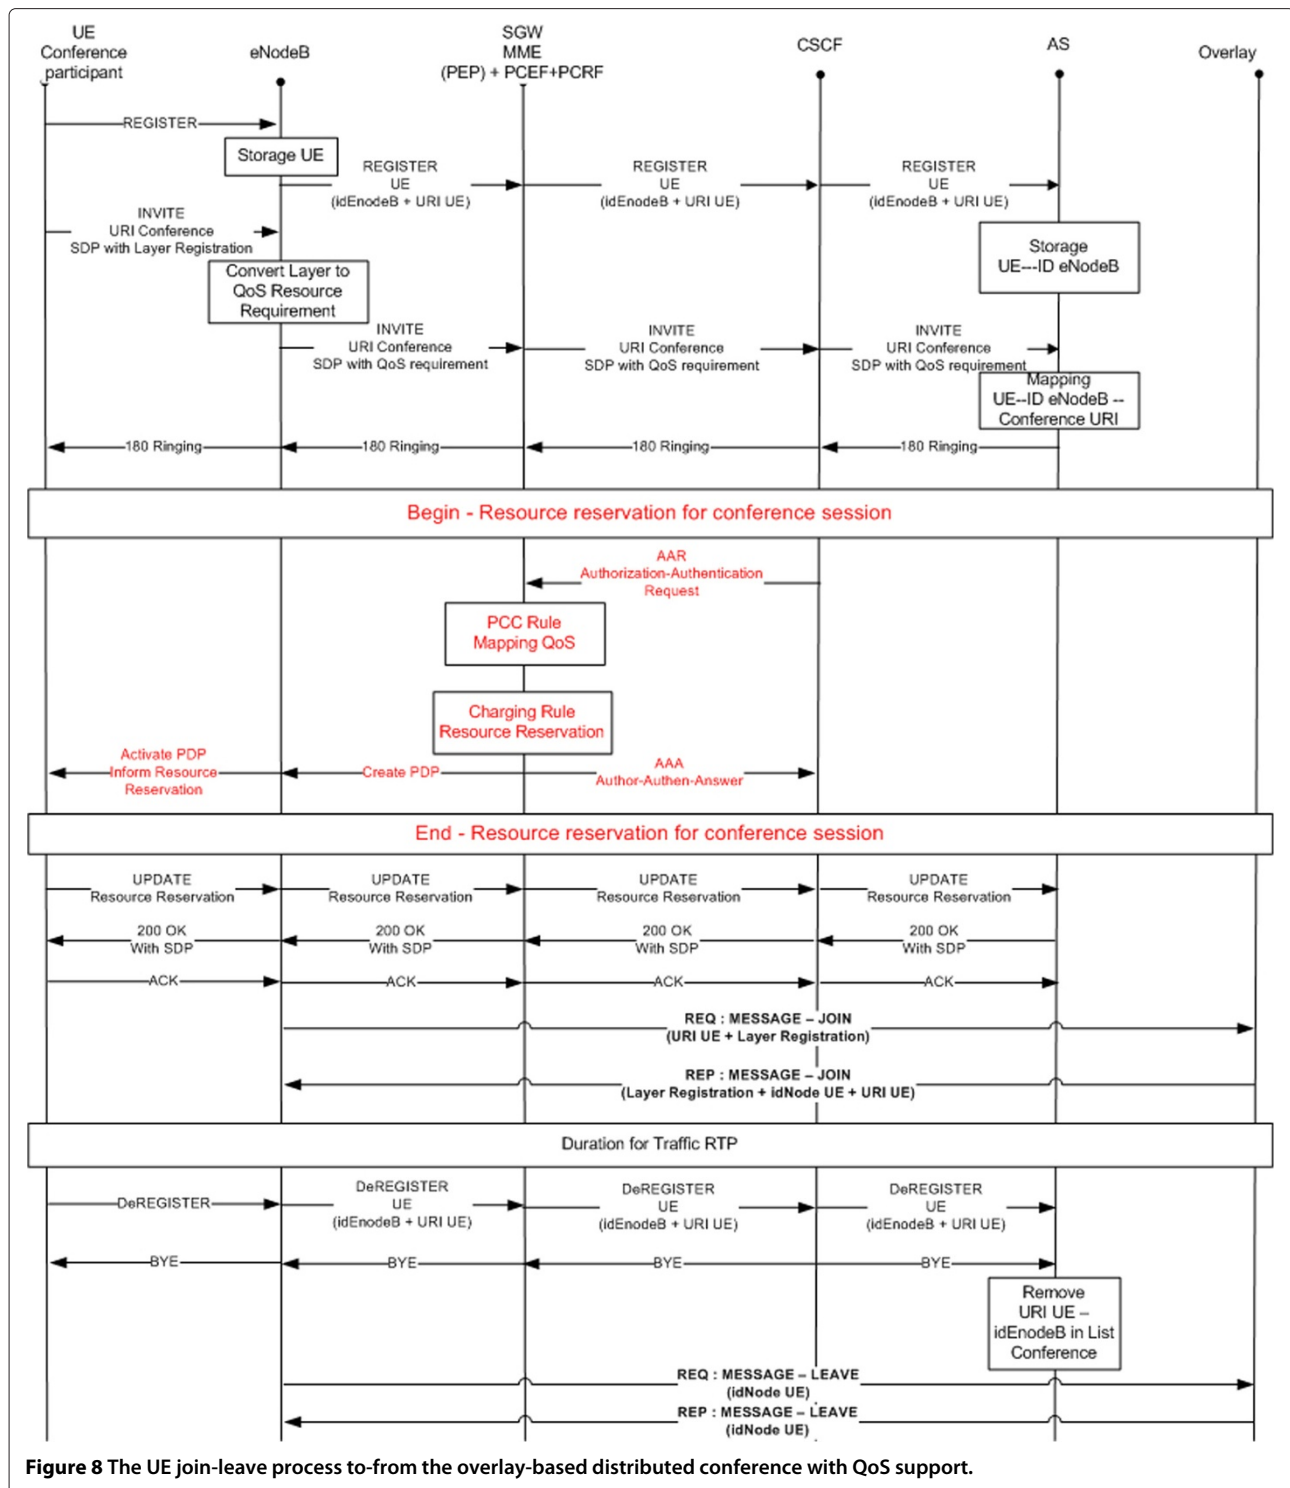 UE
Conference
participant
eNodeB
SGW
MME
(PEP) + PCEF+PCRF
CSCF
AS
Overlay
REGISTER
Storage UE
REGISTER
UE
(idEnodeB + URI UE)
REGISTER
UE
(idEnodeB + URI UE)
REGISTER
UE
(idEnodeB + URI UE)
INVITE
URI Conference
SDP with Layer Registration
Storage
UE---ID eNodeB
Convert Layer to
QoS Resource
Requirement
INVITE
URI Conference
SDP with QoS requirement
INVITE
URI Conference
SDP with QoS requirement
INVITE
URI Conference
SDP with QoS requirement
Mapping
UE--ID eNodeB --
Conference URI
180 Ringing
180 Ringing
180 Ringing
180 Ringing
Begin - Resource reservation for conference session
AAR
Authorization-Authentication
Request
PCC Rule
Mapping QoS
Charging Rule
Resource Reservation
Activate PDP
Inform Resource
Reservation
Create PDP
AAA
Author-Authen-Answer
End - Resource reservation for conference session
UPDATE
Resource Reservation
UPDATE
Resource Reservation
UPDATE
Resource Reservation
UPDATE
Resource Reservation
200 OK
With SDP
200 OK
With SDP
200 OK
With SDP
200 OK
With SDP
ACK
ACK
ACK
ACK
REQ : MESSAGE – JOIN
(URI UE + Layer Registration)
REP : MESSAGE – JOIN
(Layer Registration + idNode UE + URI UE)
Duration for Traffic RTP
DeREGISTER
DeREGISTER
UE
(idEnodeB + URI UE)
DeREGISTER
UE
(idEnodeB + URI UE)
DeREGISTER
UE
(idEnodeB + URI UE)
BYE
BYE
BYE
BYE
Remove
URI UE –
idEnodeB in List
Conference
REQ : MESSAGE – LEAVE
(idNode UE)
REP : MESSAGE – LEAVE
(idNode UE)
Figure 8 The UE join-leave process to-from the overlay-based distributed conference with QoS support.